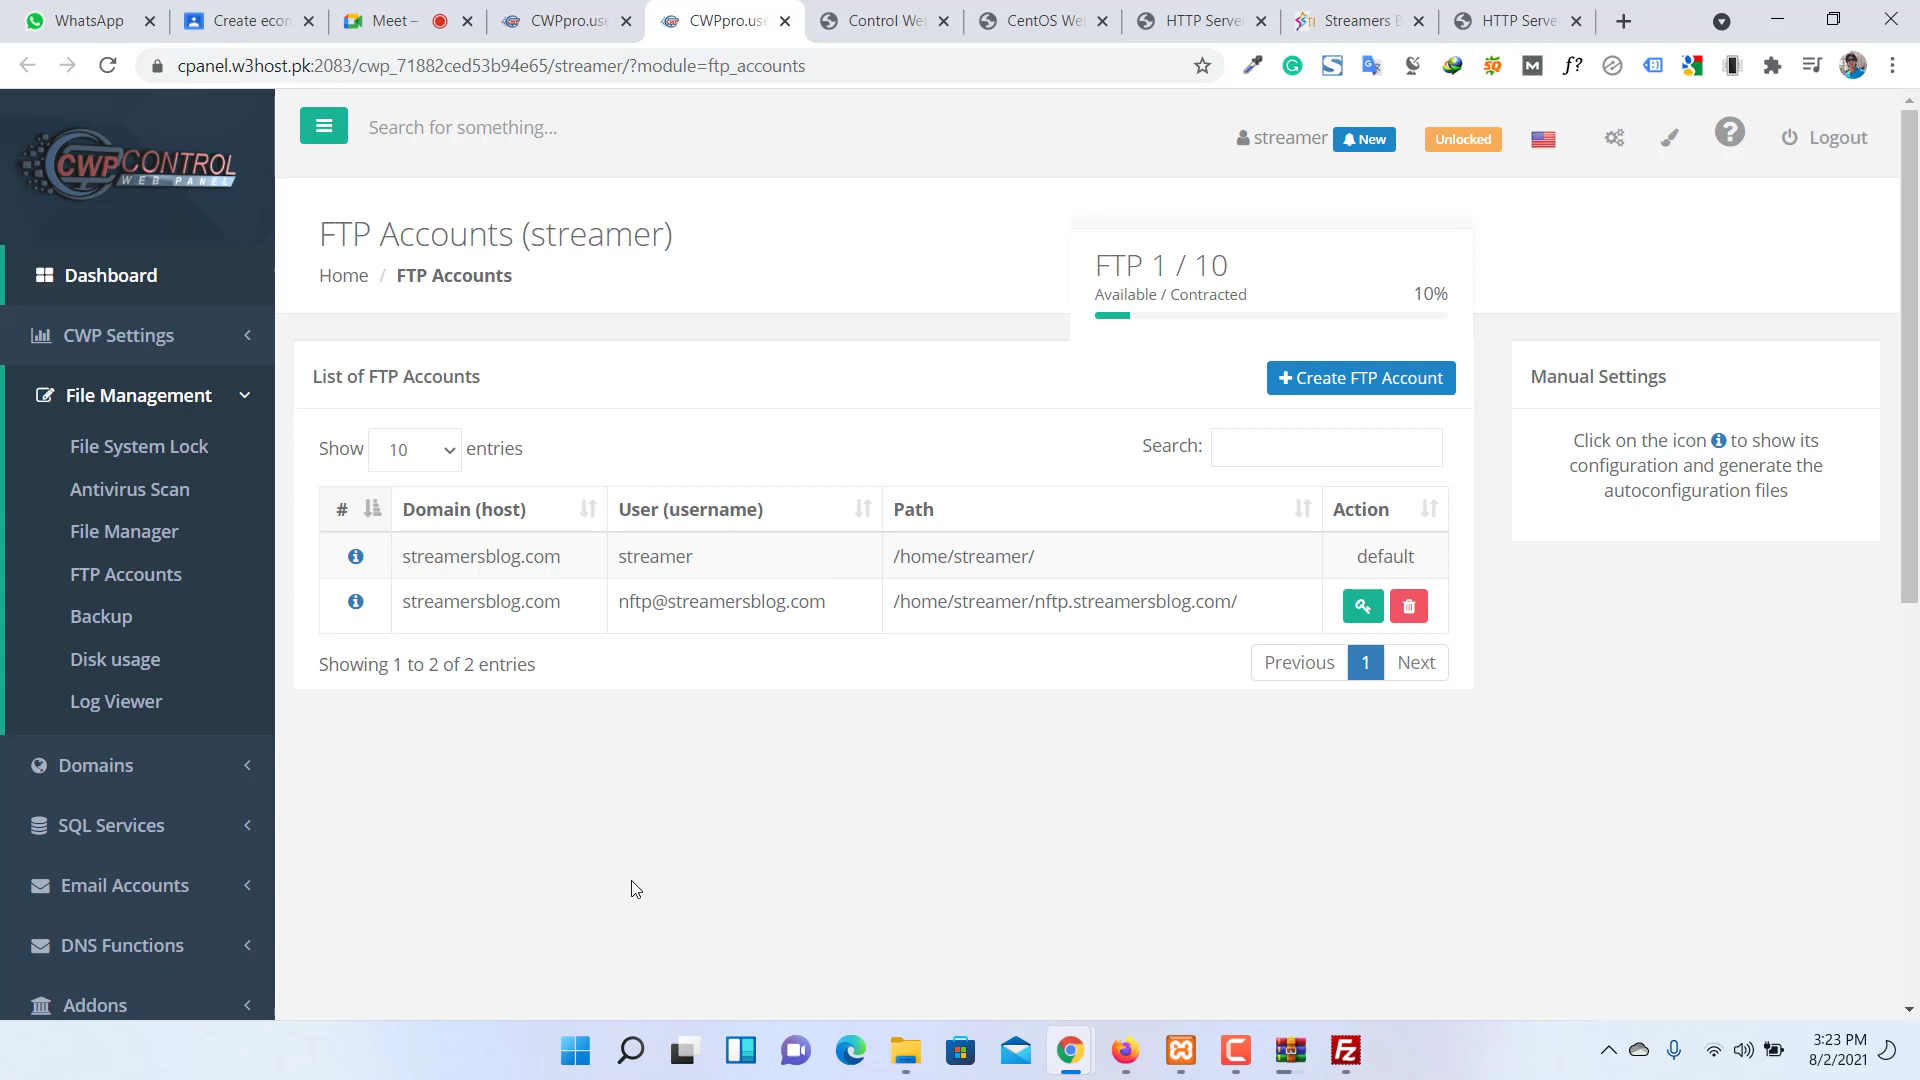 WhatsApp
Create econ
Meet –
CWPpro.use
CWPpro.use
Control We
CentOS We
HTTP Serve
Streamers B
HTTP Serve
cpanel.w3host.pk:2083/cwp_71882ced53b94e65/streamer/?module=ftp_accounts
CWPCONTROL
WEB PANEL
Search for something...
streamer
New
Unlocked
Logout
FTP Accounts (streamer)
Home / FTP Accounts
FTP 1 / 10
Available / Contracted
10%
Dashboard
CWP Settings
File Management
File System Lock
Antivirus Scan
File Manager
FTP Accounts
Backup
Disk usage
Log Viewer
Domains
SQL Services
Email Accounts
DNS Functions
Addons
List of FTP Accounts
+ Create FTP Account
Show 10 entries
Search:
# Domain (host) User (username) Path Action
streamersblog.com streamer /home/streamer/ default
streamersblog.com nftp@streamersblog.com /home/streamer/nftp.streamersblog.com/
Showing 1 to 2 of 2 entries
Previous 1 Next
Manual Settings
Click on the icon to show its
configuration and generate the
autoconfiguration files
3:23 PM
8/2/2021